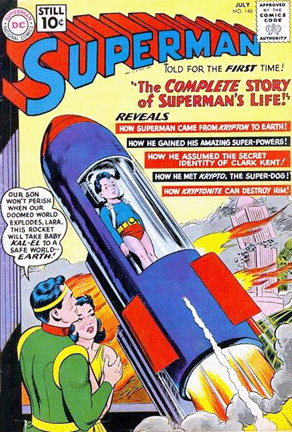 SUPERMAN
NATIONAL COMICS
DC
STILL
10¢
JULY
NO. 146
APPROVED
BY THE
COMICS
CODE
AUTHORITY
SUPERMAN
TOLD FOR THE FIRST TIME!
"The COMPLETE STORY
of SUPERMAN'S LIFE!"
REVEALS
HOW SUPERMAN CAME FROM KRYPTON TO EARTH!
HOW HE GAINED HIS AMAZING SUPER-POWERS!
HOW HE ASSUMED THE SECRET
IDENTITY OF CLARK KENT!
HOW HE MET KRYPTO, THE SUPER-DOG!
HOW KRYPTONITE CAN DESTROY HIM!
OUR SON
WON'T PERISH
WHEN OUR
DOOMED WORLD
EXPLODES, LARA.
THIS ROCKET
WILL TAKE BABY
KAL-EL TO A
SAFE WORLD--
EARTH!